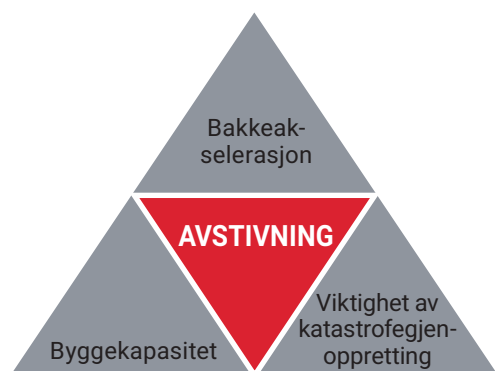 Bakkeak-
selerasjon
AVSTIVNING
Byggekapasitet
Viktighet av
katastrofegjen-
oppretting